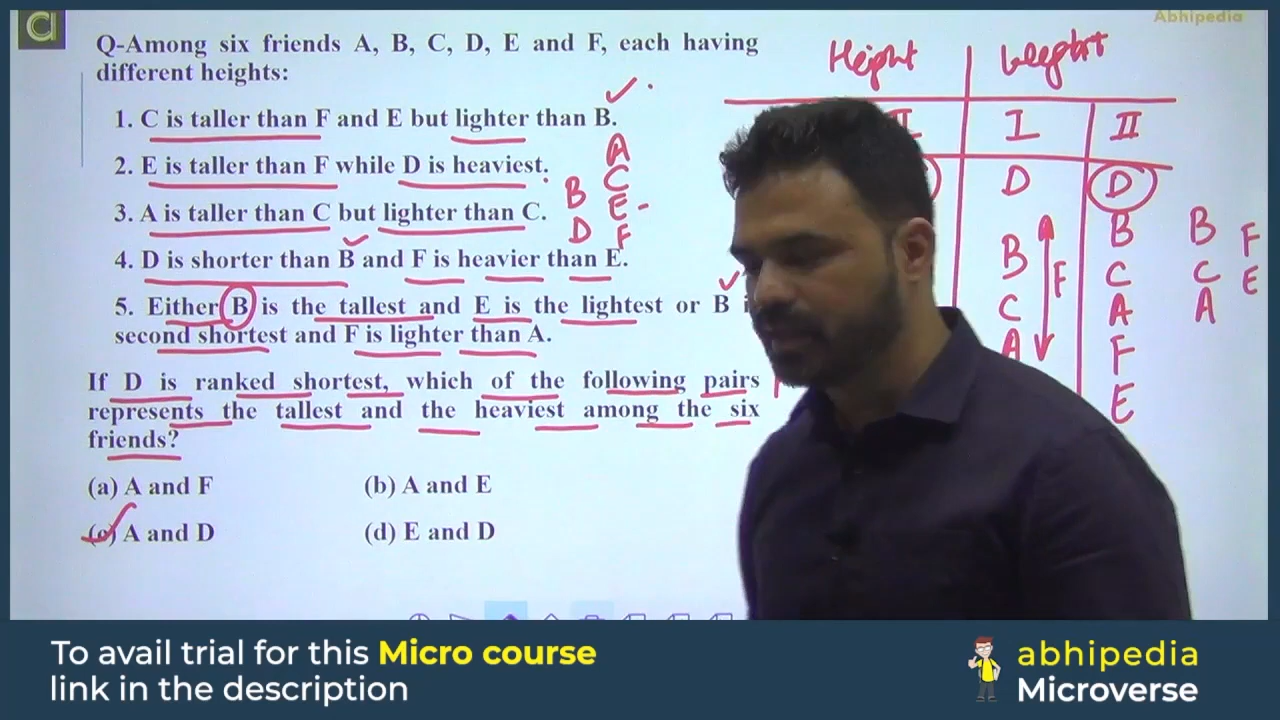 Abhipedia
Q-Among six friends A, B, C, D, E and F, each having
different heights:
1. C is taller than F and E but lighter than B.
2. E is taller than F while D is heaviest.
3. A is taller than C but lighter than C.
4. D is shorter than B and F is heavier than E.
5. Either B is the tallest and E is the lightest or B
second shortest and F is lighter than A.
If D is ranked shortest, which of the following pairs
represents the tallest and the heaviest among the six
friends?
(a) A and F (b) A and E
(c) A and D (d) E and D
A
C
B E
D F
Height Weight
II I II
D D
B B B F
F C C C E
A A A
F
E
To avail trial for this Micro course
link in the description
abhipedia
Microverse